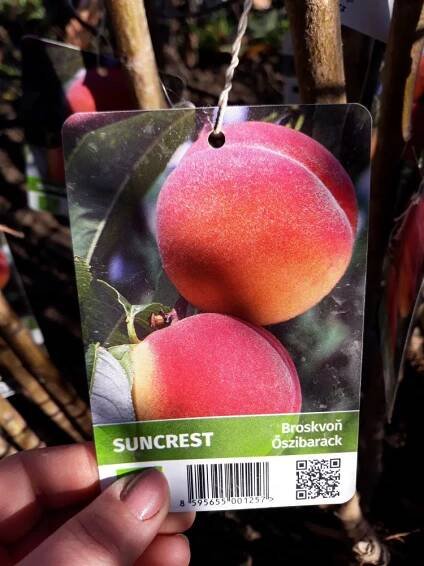 SUNCREST
Broskvoň
Őszibarack
8 595655 001257 >